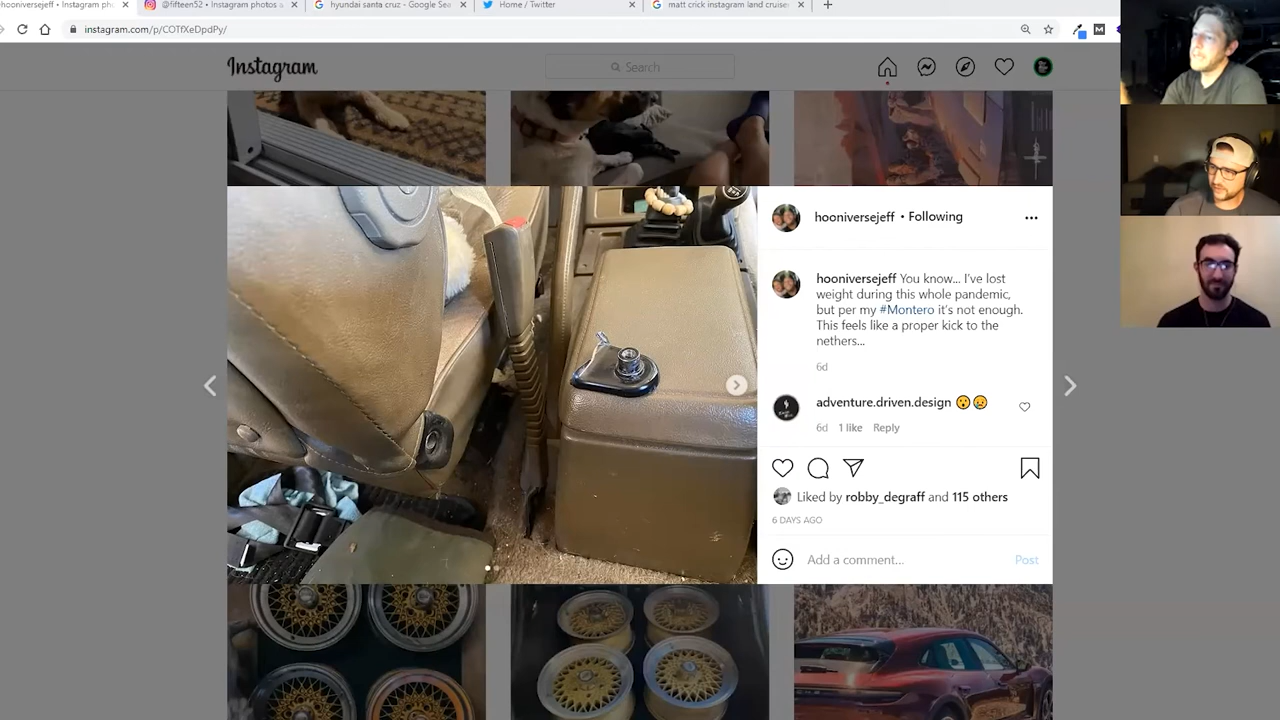 hooniversejeff • Instagram ph
@fifteen52 • Instagram photos a
hyundai santa cruz - Google Sea
Home / Twitter
matt crick instagram land cruiser
instagram.com/p/COTfXeDpdPy/
Instagram
Search
hooniversejeff • Following
hooniversejeff You know... I've lost
weight during this whole pandemic,
but per my #Montero it's not enough.
This feels like a proper kick to the
nethers...
6d
adventure.driven.design 😯😥
6d 1 like Reply
Liked by robby_degraff and 115 others
6 DAYS AGO
Add a comment... Post